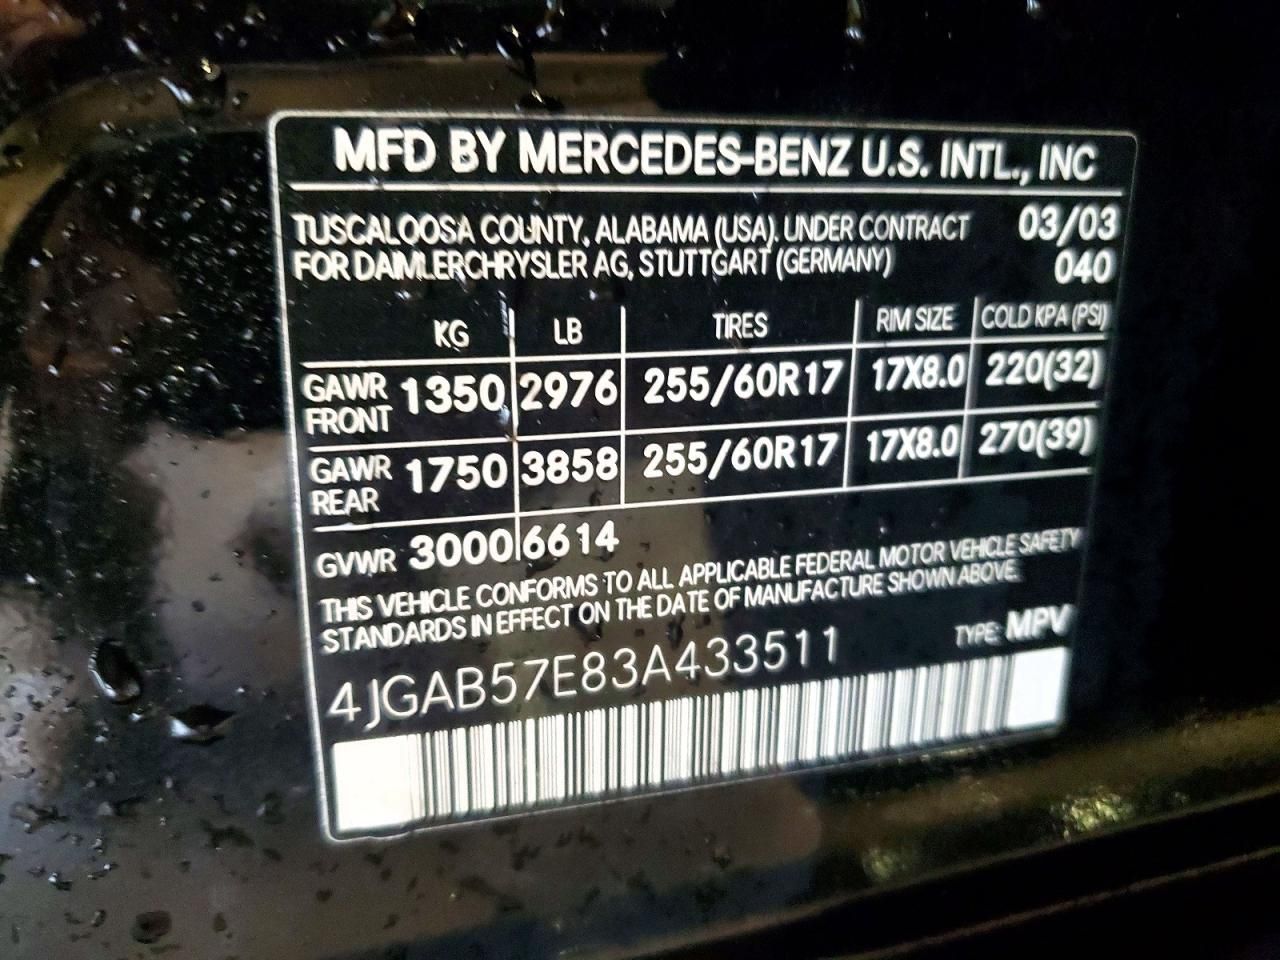 MFD BY MERCEDES-BENZ U.S. INTL., INC
TUSCALOOSA COUNTY, ALABAMA (USA). UNDER CONTRACT 03/03
FOR DAIMLERCHRYSLER AG, STUTTGART (GERMANY) 040
KG LB TIRES RIM SIZE COLD KPA (PSI)
GAWR FRONT 1350 2976 255/60R17 17X8.0 220(32)
GAWR REAR 1750 3858 255/60R17 17X8.0 270(39)
GVWR 3000 6614
THIS VEHICLE CONFORMS TO ALL APPLICABLE FEDERAL MOTOR VEHICLE SAFETY
STANDARDS IN EFFECT ON THE DATE OF MANUFACTURE SHOWN ABOVE.
4JGAB57E83A433511 TYPE: MPV